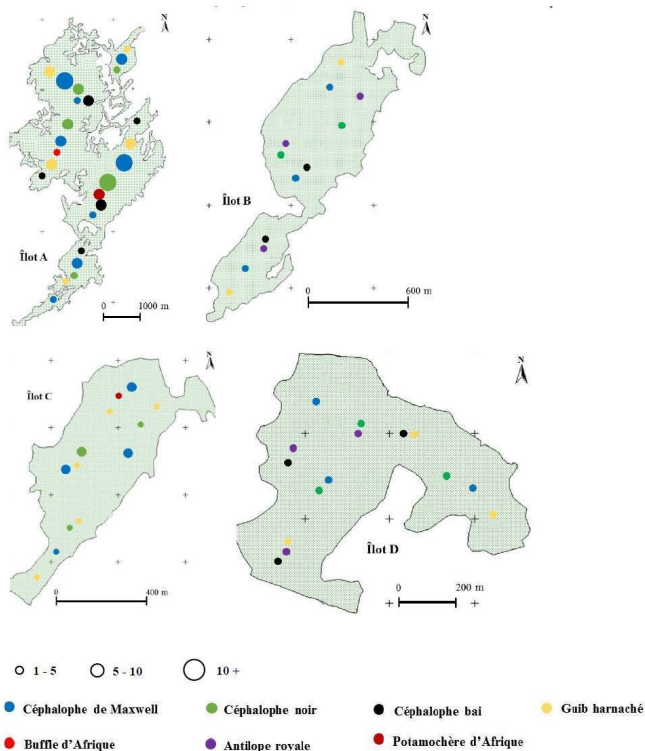 N
N
Îlot A
0 1000 m
Îlot B
0 600 m
N
N
Îlot C
0 400 m
Îlot D
0 200 m
1 - 5
5 - 10
10 +
Céphalophe de Maxwell
Céphalophe noir
Céphalophe bai
Guib harnaché
Buffle d'Afrique
Antilope royale
Potamochère d'Afrique